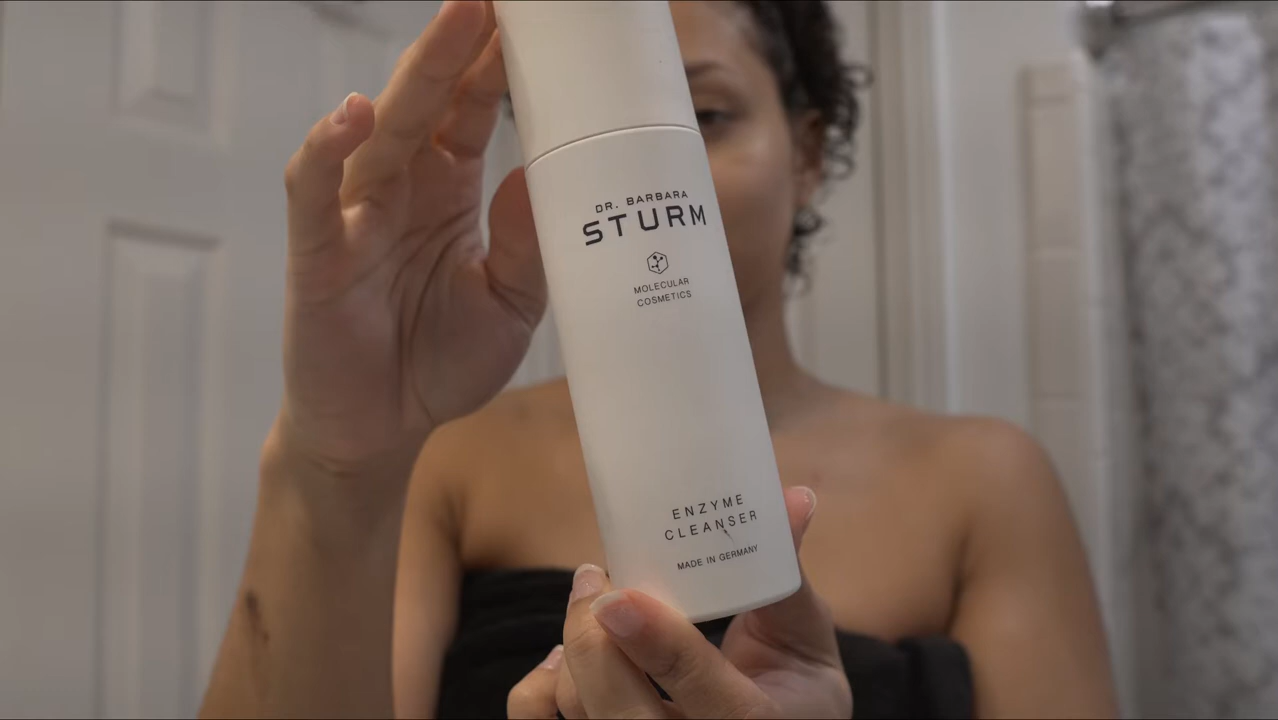 DR. BARBARA
STURM
MOLECULAR
COSMETICS
ENZYME
CLEANSER
MADE IN GERMANY